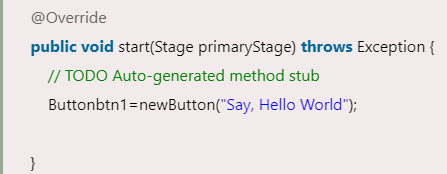 @Override
public void start(Stage primaryStage) throws Exception {
// TODO Auto-generated method stub
Buttonbtn1=newButton("Say, Hello World");
}